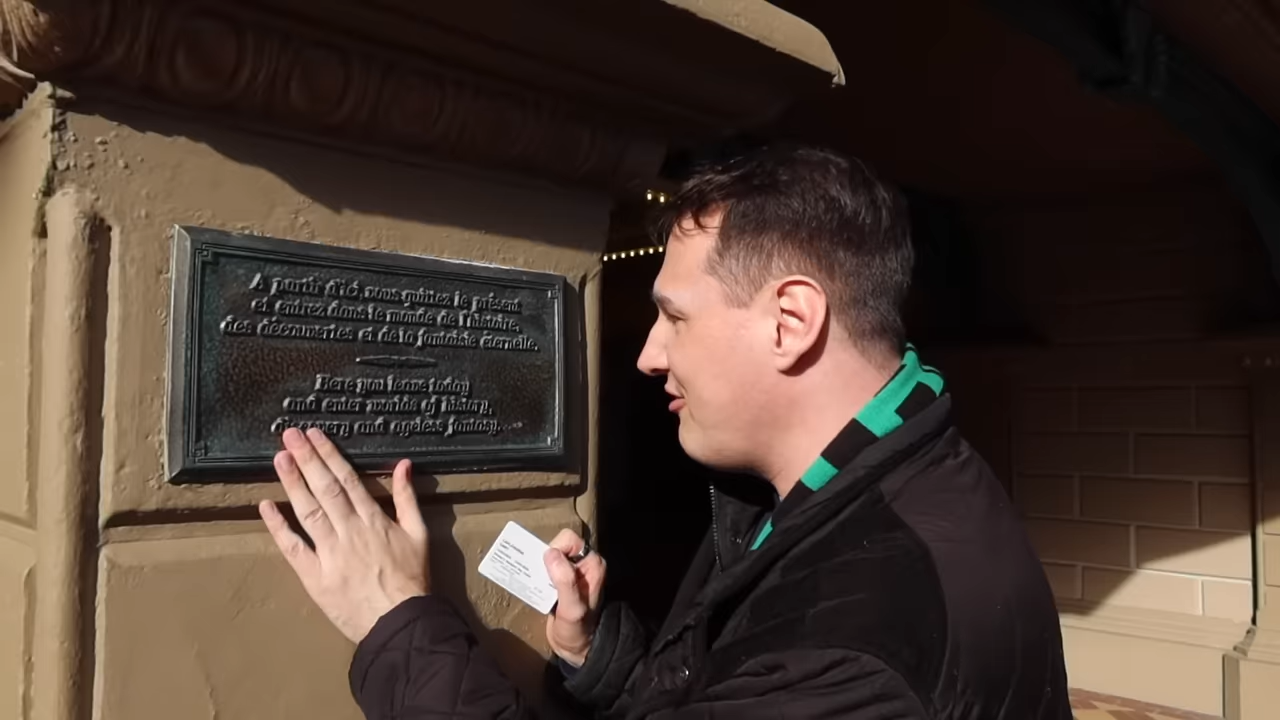 A partir d'ici, vous quittez le présent
et entrez dans le monde de l'histoire,
des découvertes et de la fantaisie éternelle.
Here you leave today
and enter worlds of history,
discovery and ageless fantasy...